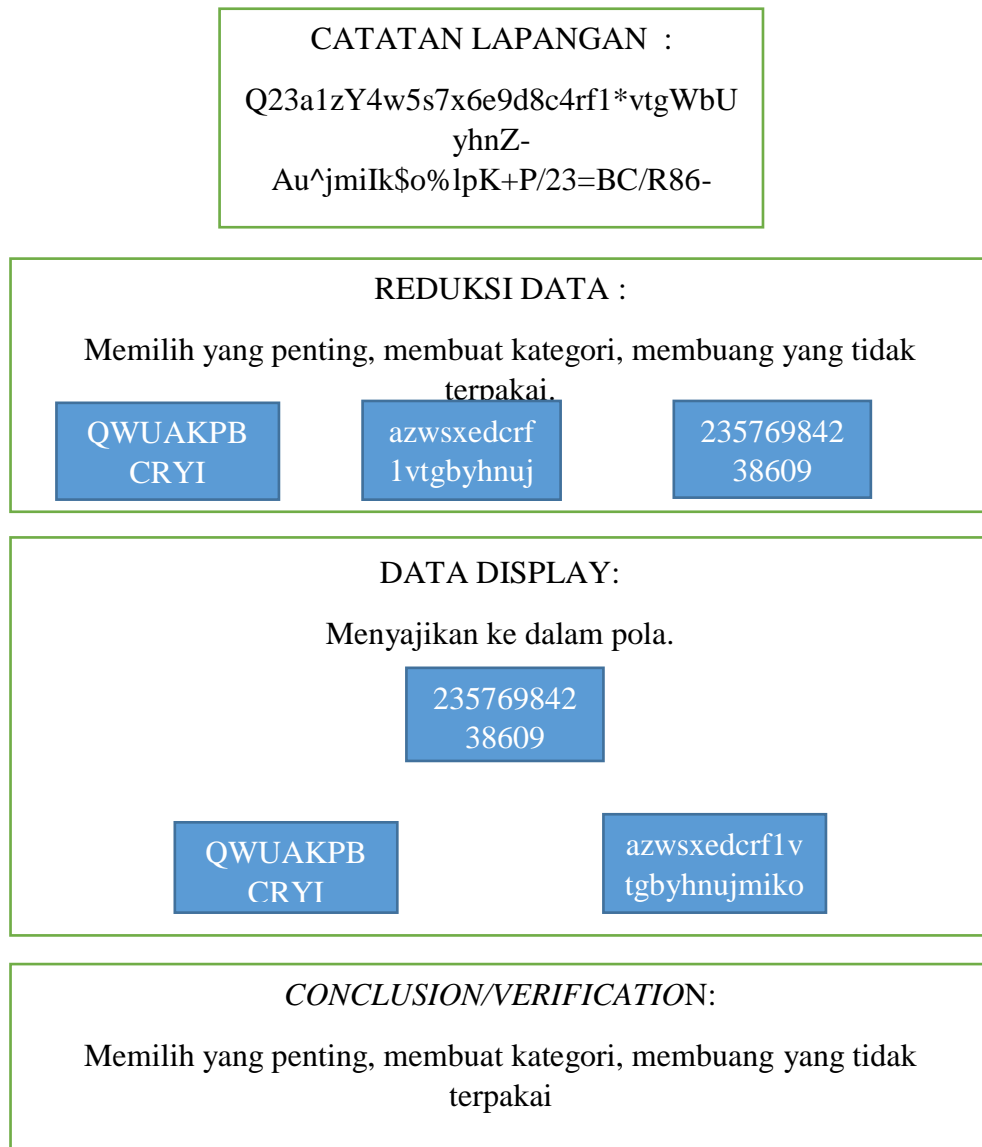 CATATAN LAPANGAN :
Q23a1zY4w5s7x6e9d8c4rf1*vtgWbU
yhnZ-
Au^jmiIk$o%lpK+P/23=BC/R86-
REDUKSI DATA :
Memilih yang penting, membuat kategori, membuang yang tidak
terpakai.
QWUAKPB
CRYI
azwsxedcrf
1vtgbyhnuj
235769842
38609
DATA DISPLAY:
Menyajikan ke dalam pola.
235769842
38609
QWUAKPB
CRYI
azwsxedcrf1v
tgbyhnujmiko
CONCLUSION/VERIFICATION:
Memilih yang penting, membuat kategori, membuang yang tidak
terpakai